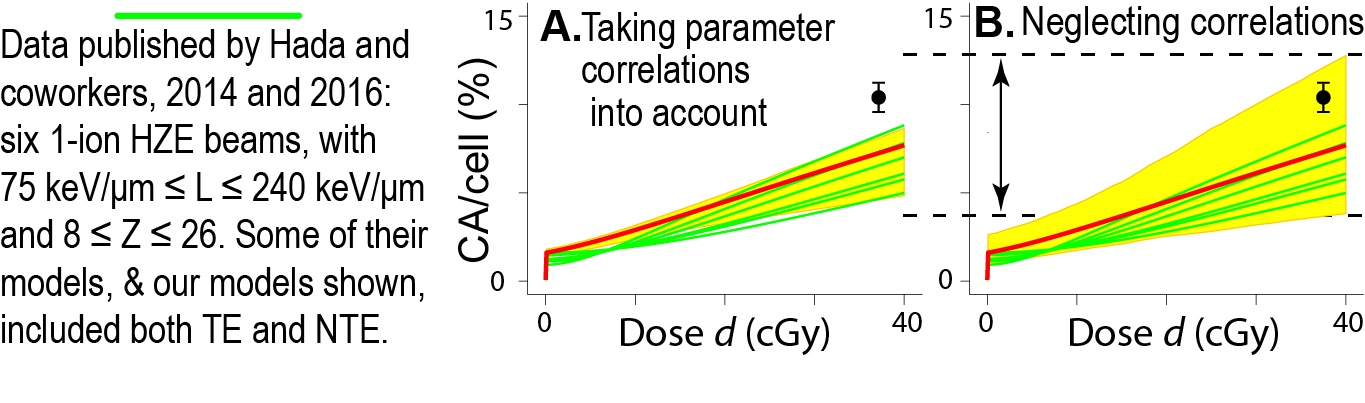 Data published by Hada and
coworkers, 2014 and 2016:
six 1-ion HZE beams, with
75 keV/µm ≤ L ≤ 240 keV/µm
and 8 ≤ Z ≤ 26. Some of their
models, & our models shown,
included both TE and NTE.
CA/cell (%)
15
0
A. Taking parameter
correlations
into account
0
40
Dose d (cGy)
15
0
B. Neglecting correlations
0
40
Dose d (cGy)